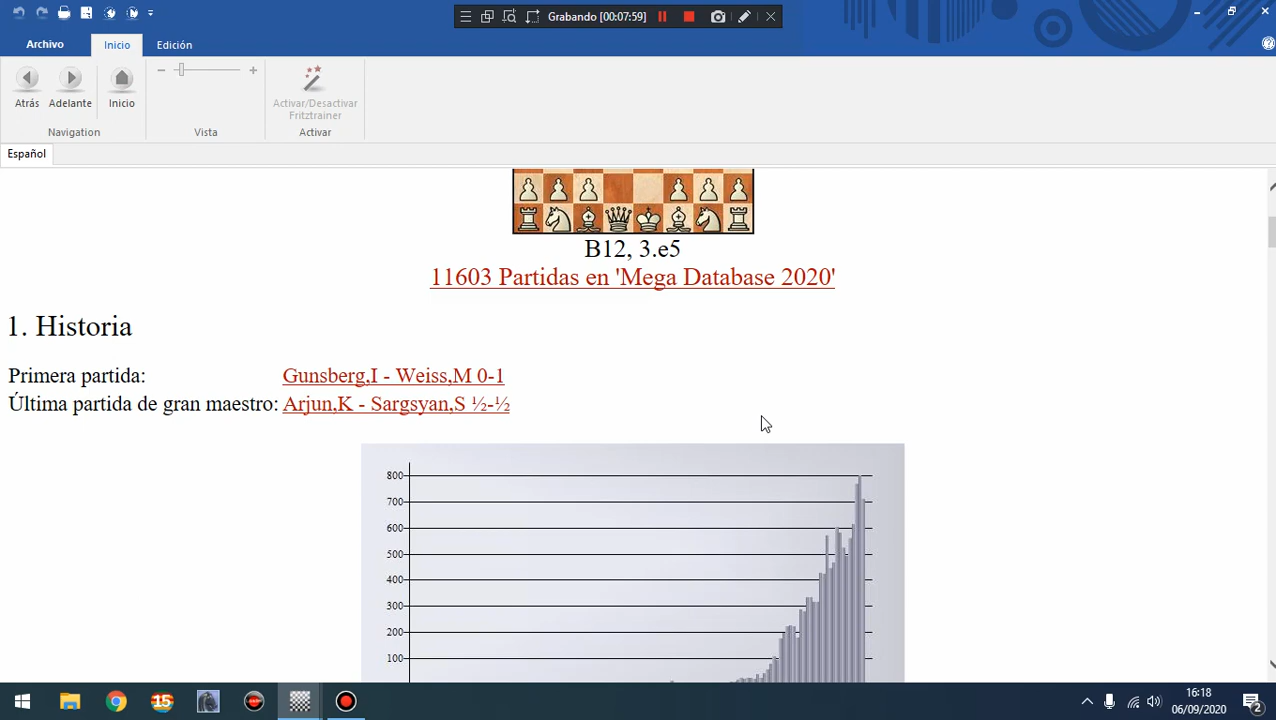 Grabando [00:07:59]
Archivo Inicio Edición
Atrás Adelante Inicio
Activar/Desactivar
Fritztrainer
Navigation Vista Activar
Español
B12, 3.e5
11603 Partidas en 'Mega Database 2020'
1. Historia
Primera partida: Gunsberg,I - Weiss,M 0-1
Última partida de gran maestro: Arjun,K - Sargsyan,S ½-½
800
700
600
500
400
300
200
100
15
16:18
06/09/2020
2